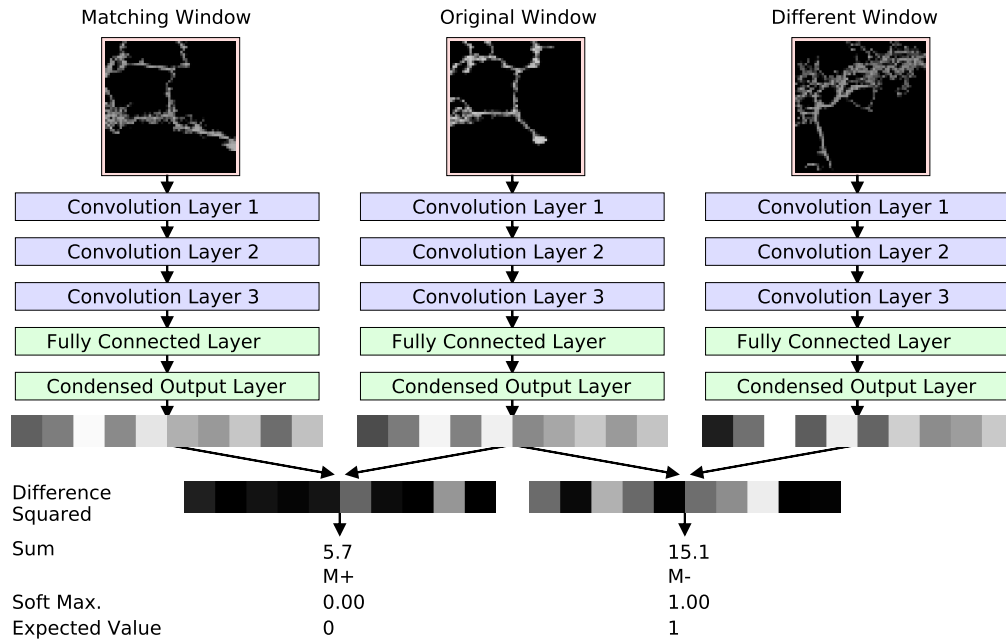 Matching Window
Original Window
Different Window
Convolution Layer 1
Convolution Layer 1
Convolution Layer 1
Convolution Layer 2
Convolution Layer 2
Convolution Layer 2
Convolution Layer 3
Convolution Layer 3
Convolution Layer 3
Fully Connected Layer
Fully Connected Layer
Fully Connected Layer
Condensed Output Layer
Condensed Output Layer
Condensed Output Layer
Difference
Squared
Sum
5.7
15.1
M+
M-
Soft Max.
0.00
1.00
Expected Value
0
1